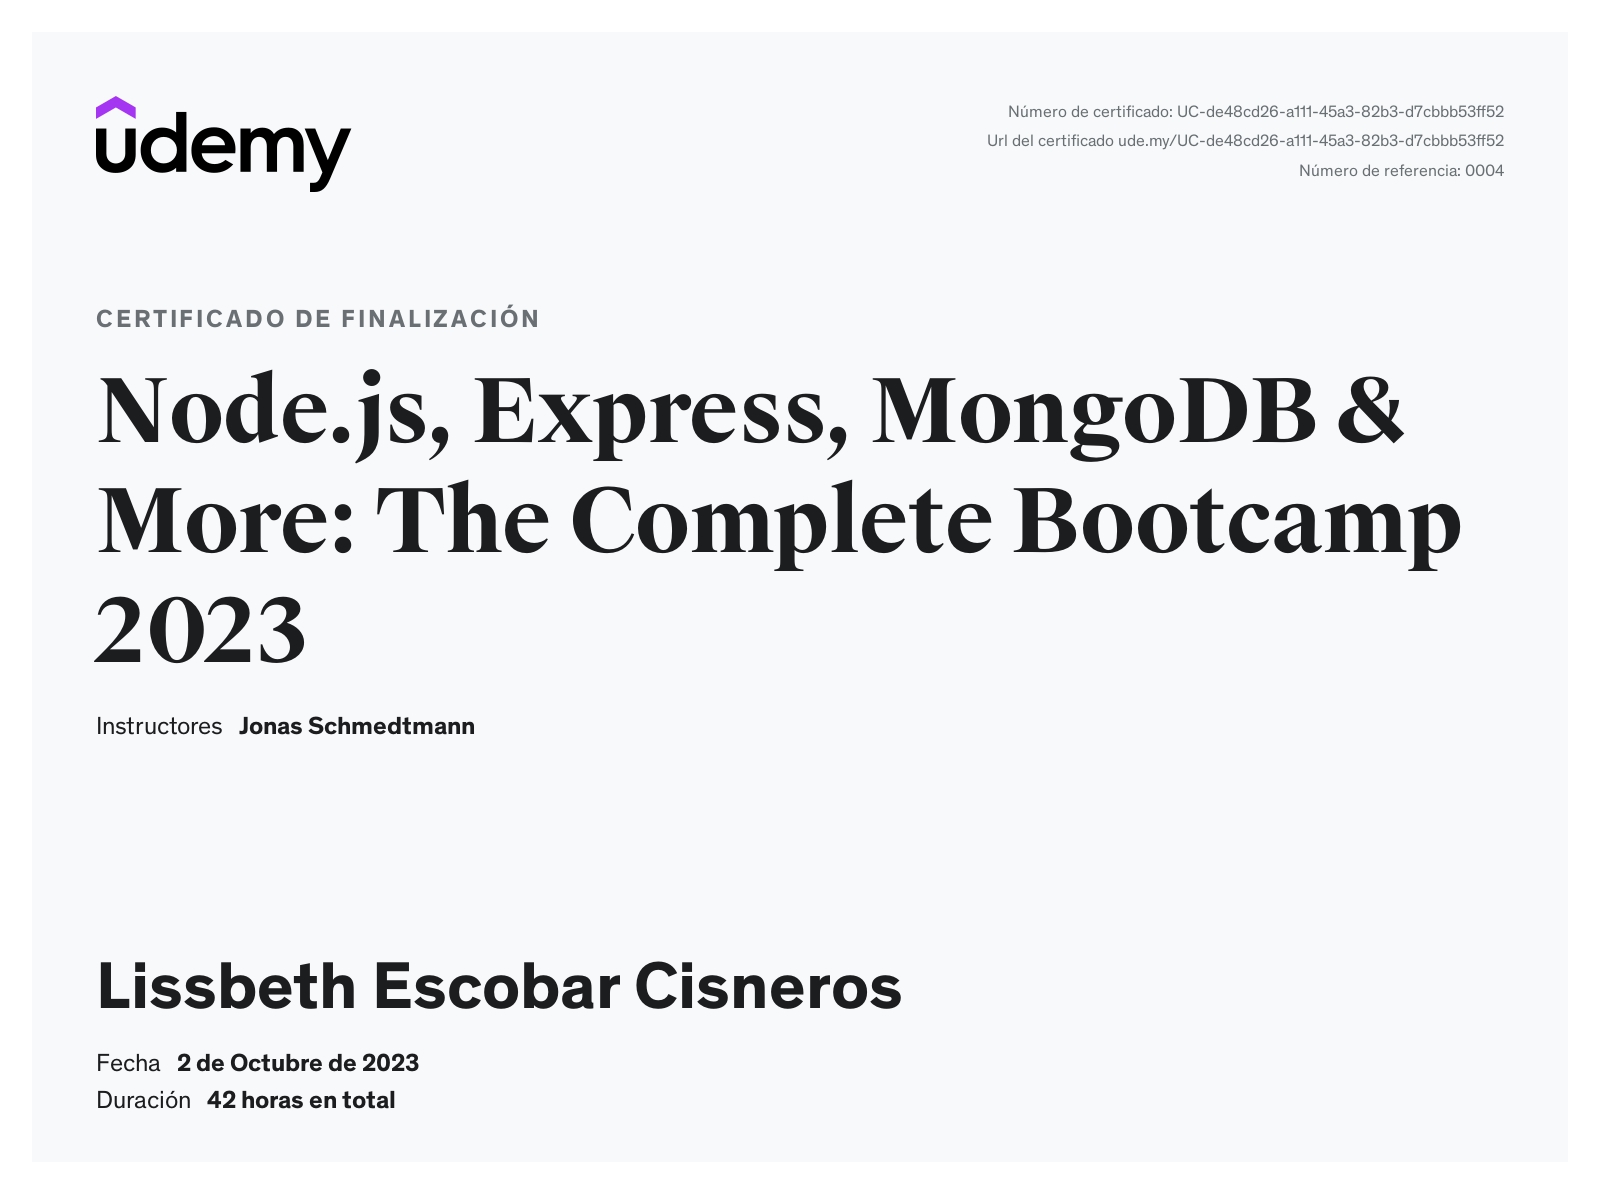 udemy
Número de certificado: UC-de48cd26-a111-45a3-82b3-d7cbbb53ff52
Url del certificado ude.my/UC-de48cd26-a111-45a3-82b3-d7cbbb53ff52
Número de referencia: 0004
CERTIFICADO DE FINALIZACIÓN
Node.js, Express, MongoDB &
More: The Complete Bootcamp
2023
Instructores Jonas Schmedtmann
Lissbeth Escobar Cisneros
Fecha 2 de Octubre de 2023
Duración 42 horas en total